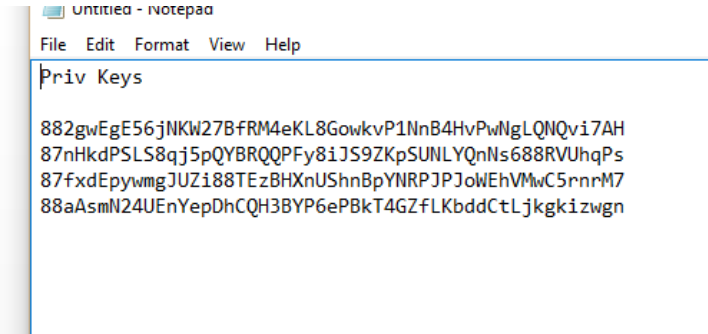 Untitled - Notepad
File Edit Format View Help
Priv Keys
882gwEgE56jNKW27BfRM4eKL8GowkvP1NnB4HvPwNgLQNQvi7AH
87nHkdPSLS8qj5pQYBRQQPFy8iJS9ZKpSUNLYQnNs688RVUhqPs
87fxdEpywmgJUZi88TEzBHXnUShnBpYNRPJPJoWEhVMwC5rnrM7
88aAsmN24UEnYepDhCQH3BYP6ePBkT4GZfLKbddCtLjkgkizwgn